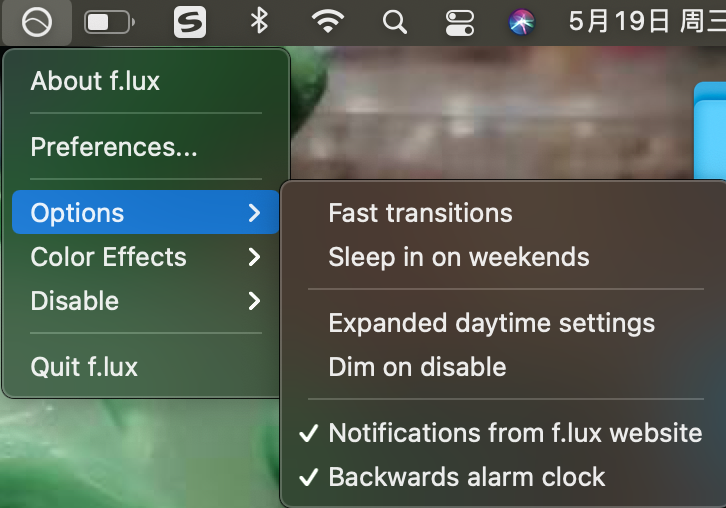 S
5月19日 周三
About f.lux
Preferences...
Options
Color Effects
Disable
Quit f.lux
Fast transitions
Sleep in on weekends
Expanded daytime settings
Dim on disable
Notifications from f.lux website
Backwards alarm clock